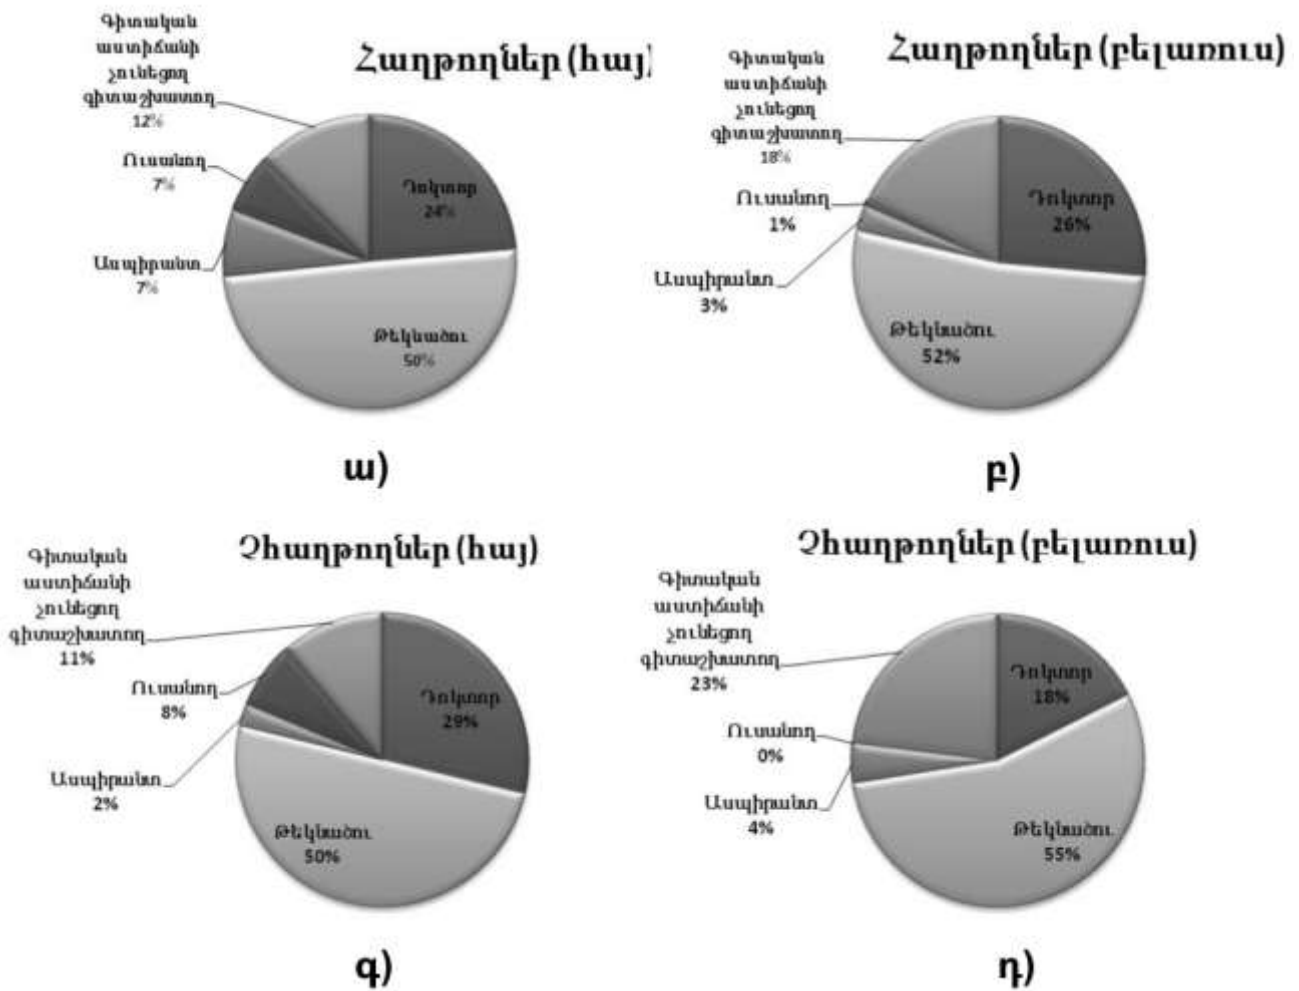 Հաղթողներ (հայ)
Գիտական
աստիճանի
չունեցող
գիտաշխատող
12%
Ուսանող
7%
Ասպիրանտ
7%
Դոկտոր
24%
Թեկնածու
50%
ա)
Հաղթողներ (բելառուս)
Գիտական
աստիճանի
չունեցող
գիտաշխատող
18%
Ուսանող
1%
Ասպիրանտ
3%
Դոկտոր
26%
Թեկնածու
52%
բ)
Չհաղթողներ (հայ)
Գիտական
աստիճանի
չունեցող
գիտաշխատող
11%
Ուսանող
8%
Ասպիրանտ
2%
Դոկտոր
29%
Թեկնածու
50%
գ)
Չհաղթողներ (բելառուս)
Գիտական
աստիճանի
չունեցող
գիտաշխատող
23%
Ուսանող
0%
Ասպիրանտ
4%
Դոկտոր
18%
Թեկնածու
55%
դ)